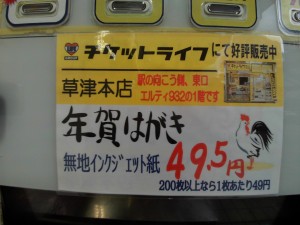 チケットライフにて好評販売中
草津本店
駅の向こう側、東口
エルティ932の1階です
年賀はがき
無地インクジェット紙 49.5円
200枚以上なら1枚あたり49円